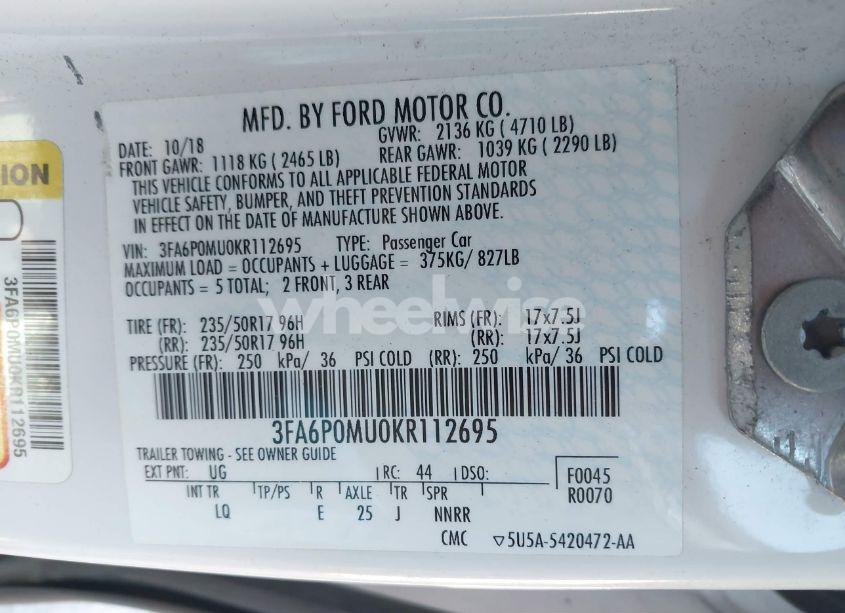 MFD. BY FORD MOTOR CO.
DATE: 10/18 GVWR: 2136 KG ( 4710 LB)
FRONT GAWR: 1118 KG ( 2465 LB) REAR GAWR: 1039 KG ( 2290 LB)
THIS VEHICLE CONFORMS TO ALL APPLICABLE FEDERAL MOTOR
VEHICLE SAFETY, BUMPER, AND THEFT PREVENTION STANDARDS
IN EFFECT ON THE DATE OF MANUFACTURE SHOWN ABOVE.
VIN: 3FA6P0MU0KR112695 TYPE: Passenger Car
MAXIMUM LOAD = OCCUPANTS + LUGGAGE = 375KG/ 827LB
OCCUPANTS = 5 TOTAL; 2 FRONT, 3 REAR
wheelwise
TIRE (FR): 235/50R17 96H RIMS (FR): 17x7.5J
(RR): 235/50R17 96H (RR): 17x7.5J
PRESSURE (FR): 250 kPa/ 36 PSI COLD (RR): 250 kPa/ 36 PSI COLD
3FA6P0MU0KR112695
TRAILER TOWING - SEE OWNER GUIDE
EXT PNT: UG RC: 44 DSO: F0045
R0070
INT TR TP/PS R AXLE TR SPR
LQ E 25 J NNRR
CMC ▽5U5A-5420472-AA
ION
3FA6P0MU0KR112695